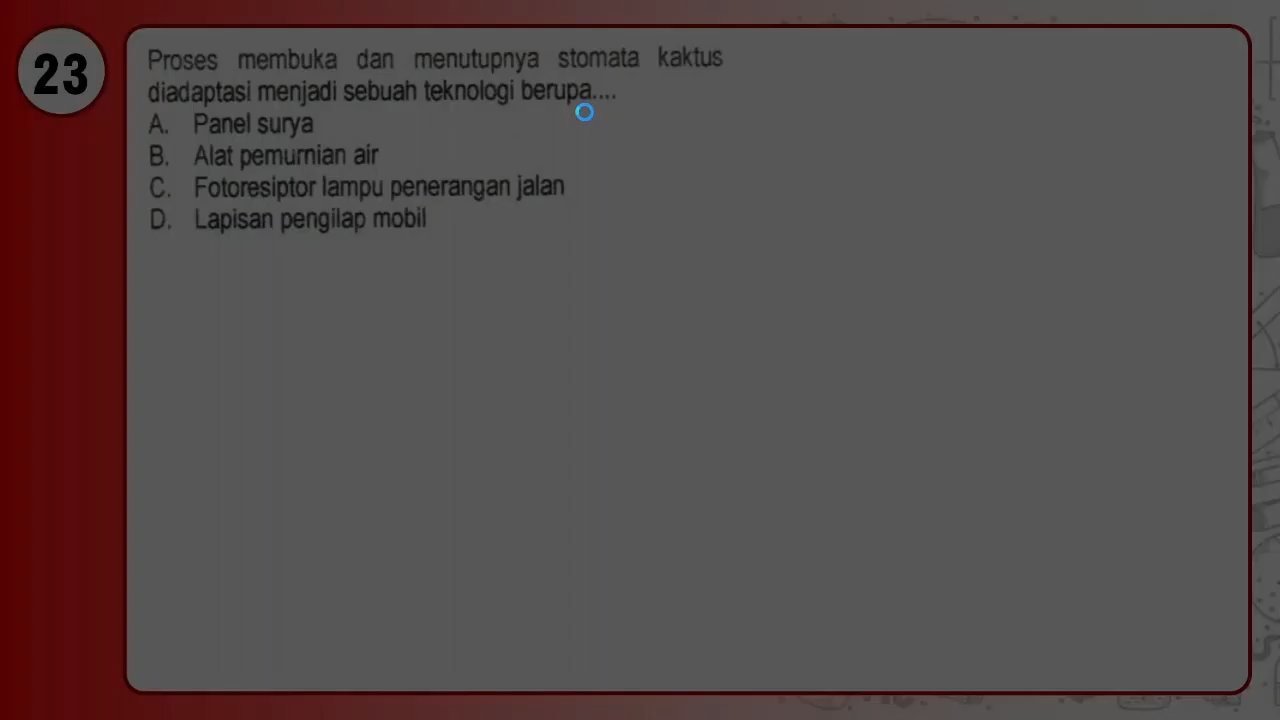 23
Proses membuka dan menutupnya stomata kaktus
diadaptasi menjadi sebuah teknologi berupa....
A. Panel surya
B. Alat pemurnian air
C. Fotoresiptor lampu penerangan jalan
D. Lapisan pengilap mobil